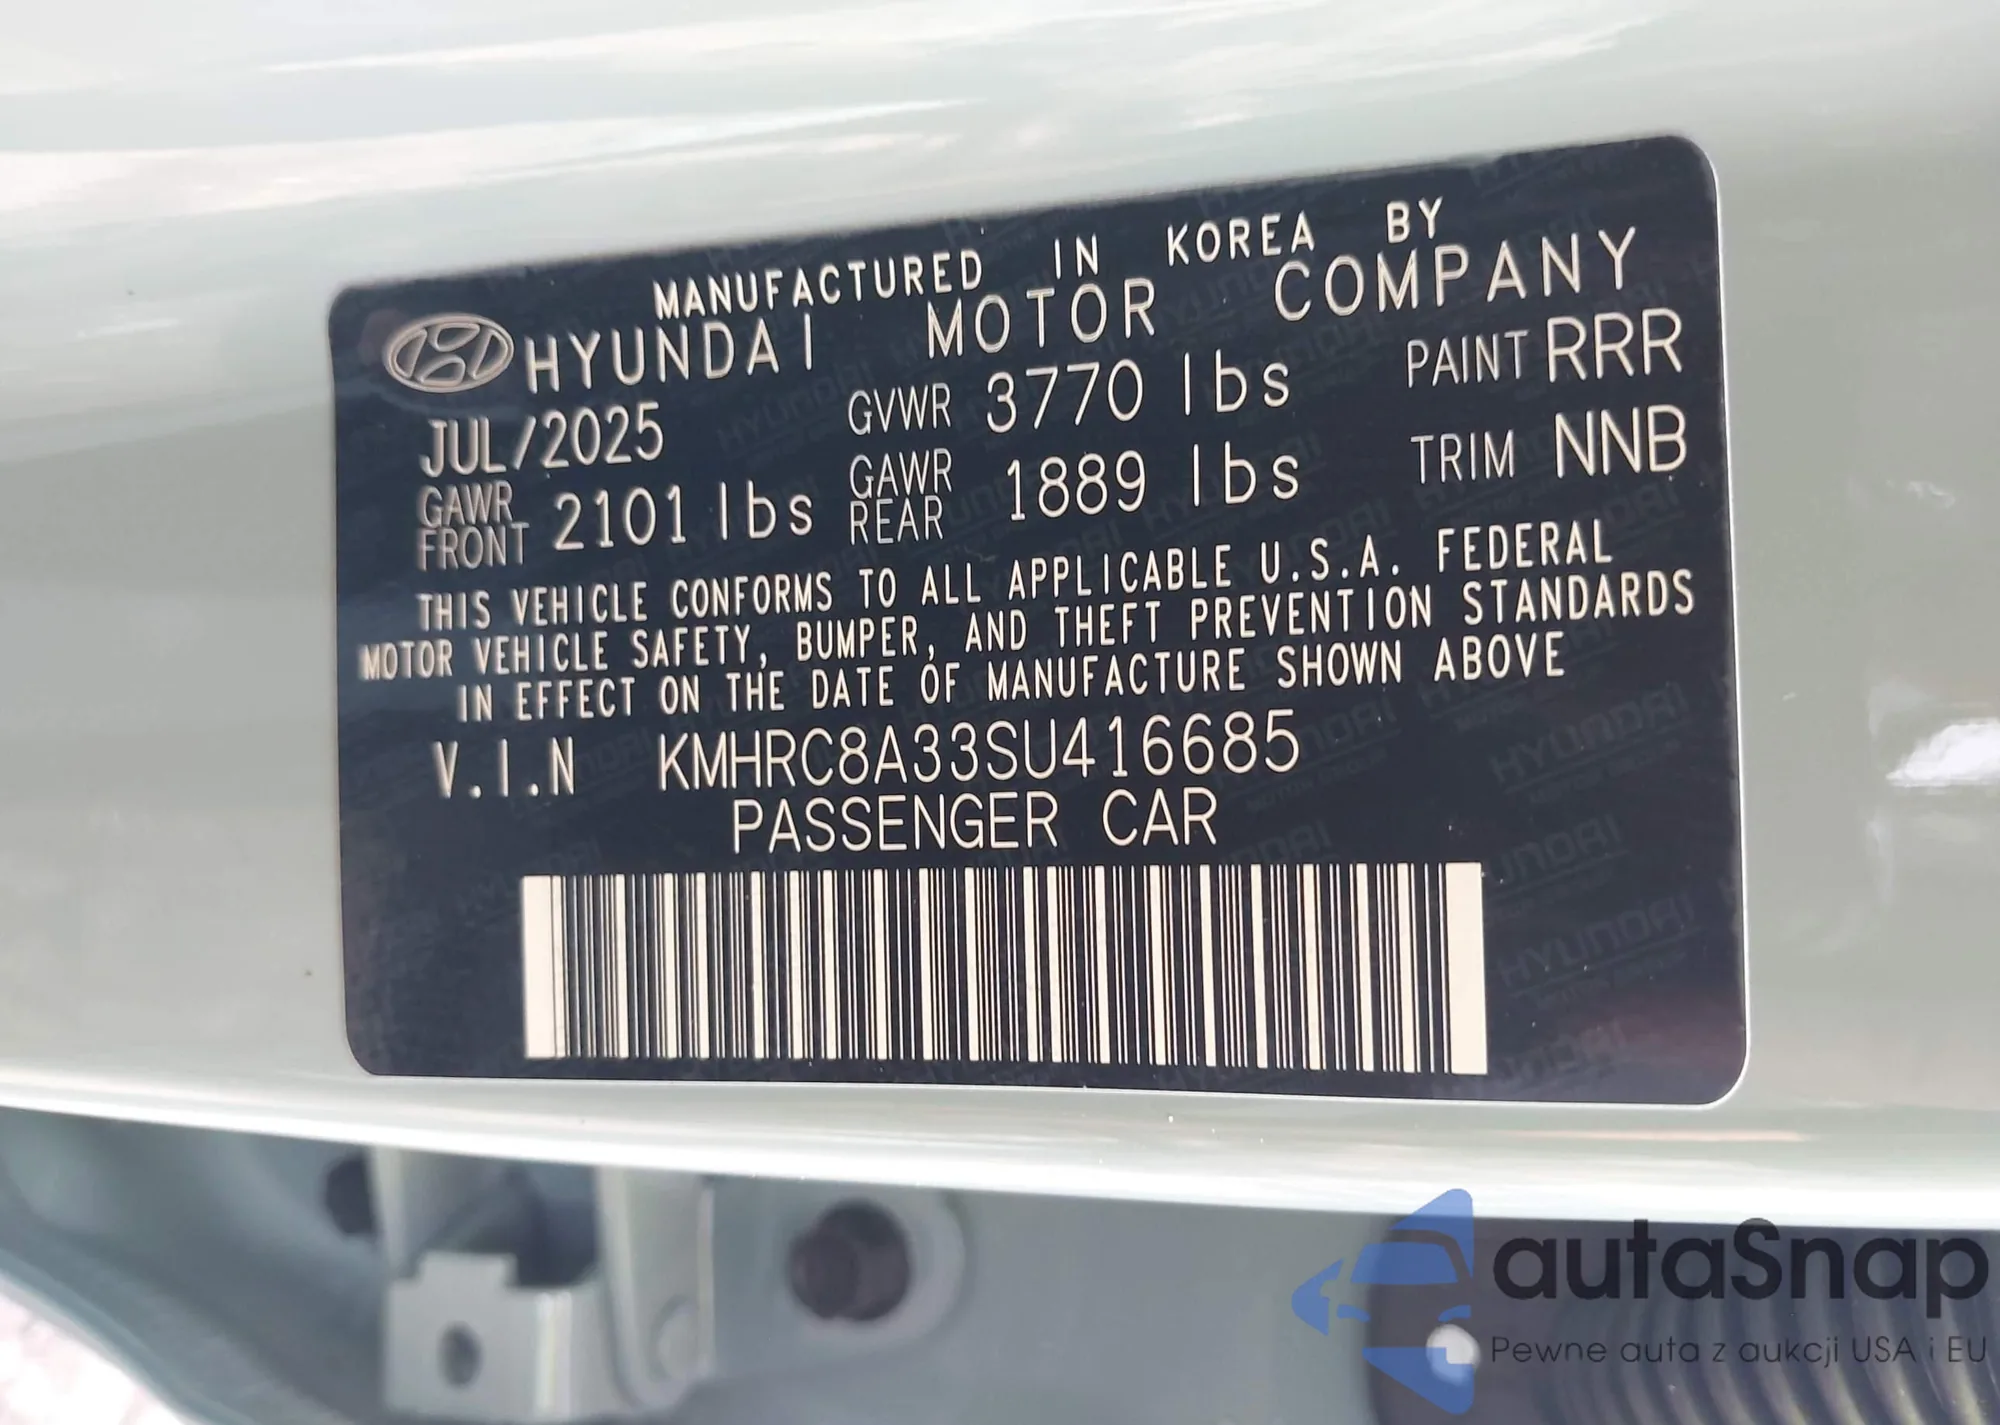 MANUFACTURED IN KOREA BY
HYUNDAI MOTOR COMPANY
JUL/2025 GVWR 3770 lbs PAINT RRR
GAWR FRONT 2101 lbs GAWR REAR 1889 lbs TRIM NNB
THIS VEHICLE CONFORMS TO ALL APPLICABLE U.S.A. FEDERAL
MOTOR VEHICLE SAFETY, BUMPER, AND THEFT PREVENTION STANDARDS
IN EFFECT ON THE DATE OF MANUFACTURE SHOWN ABOVE
V.I.N KMHRC8A33SU416685
PASSENGER CAR
autaSnap
Pewne auta z aukcji USA i EU